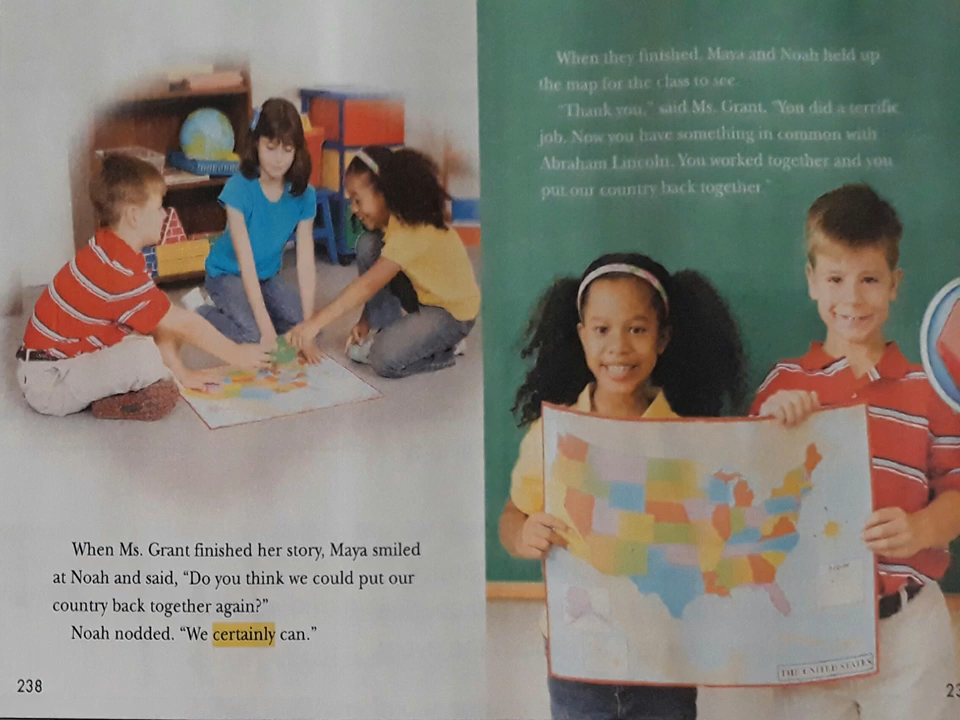 When Ms. Grant finished her story, Maya smiled
at Noah and said, “Do you think we could put our
country back together again?”
Noah nodded. “We certainly can.”
238
When they finished, Maya and Noah held up
the map for the class to see.
“Thank you,” said Ms. Grant. “You did a terrific
job. Now you have something in common with
Abraham Lincoln. You worked together and you
put our country back together.”
THE UNITED STATES